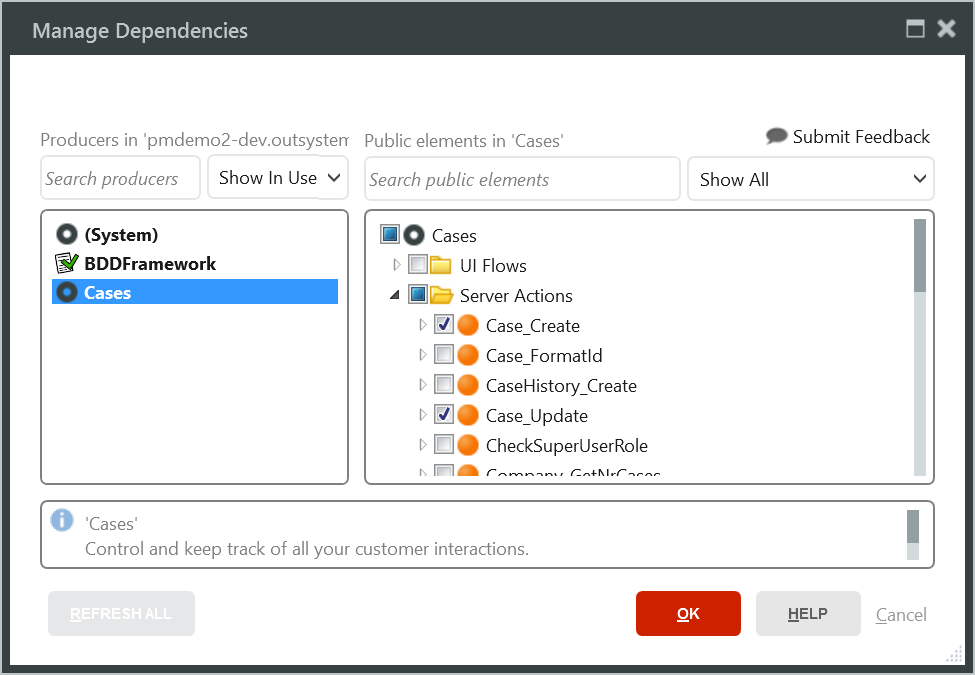 Manage Dependencies
Submit Feedback
Producers in 'pmdemo2-dev.outsystem
Public elements in 'Cases'
Search producers
Show In Use
Search public elements
Show All
(System)
BDDFramework
Cases
Cases
UI Flows
Server Actions
Case_Create
Case_FormatId
CaseHistory_Create
Case_Update
CheckSuperUserRole
Company_GetNrCases
'Cases'
Control and keep track of all your customer interactions.
REFRESH ALL
OK
HELP
Cancel